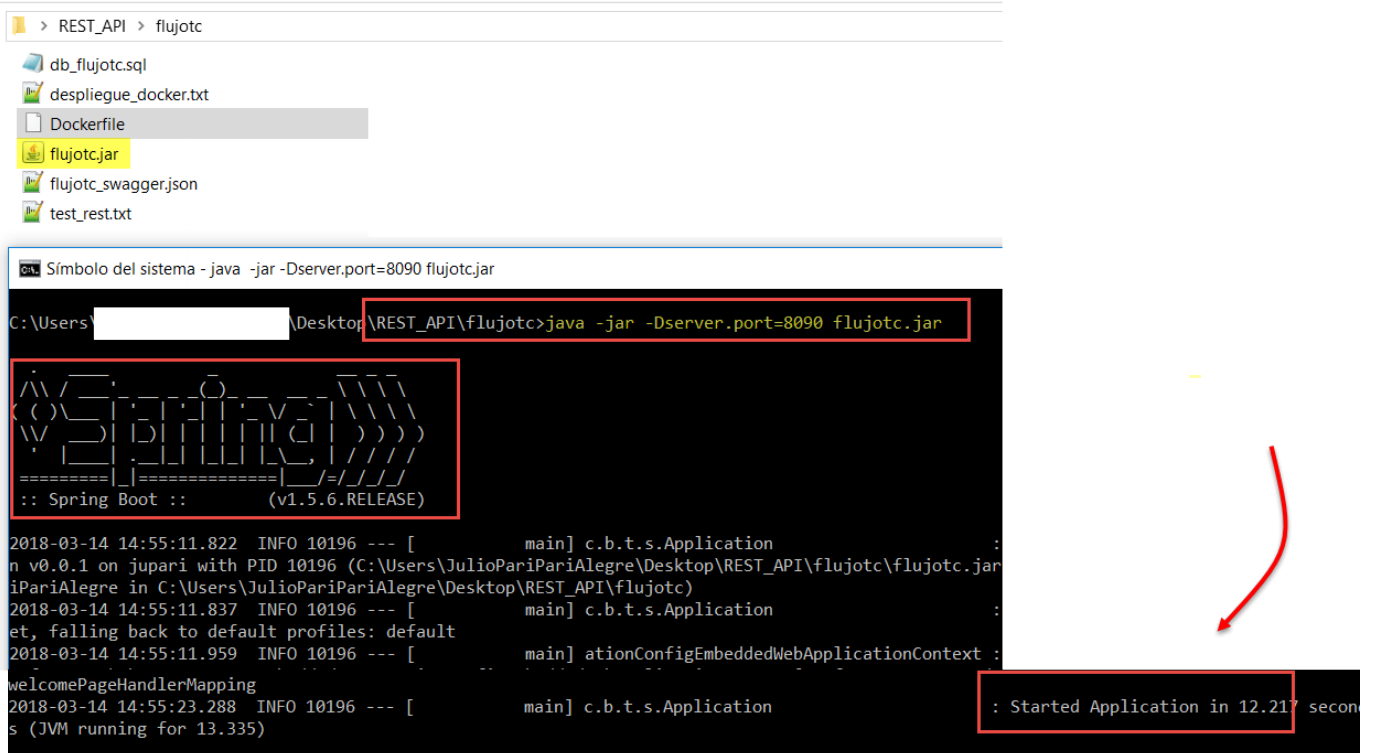 > REST_API > flujotc
db_flujotc.sql
despliegue_docker.txt
Dockerfile
flujotc.jar
flujotc_swagger.json
test_rest.txt
Símbolo del sistema - java -jar -Dserver.port=8090 flujotc.jar
C:\Users\ \Desktop\REST_API\flujotc>java -jar -Dserver.port=8090 flujotc.jar
Spring
:: Spring Boot :: (v1.5.6.RELEASE)
2018-03-14 14:55:11.822 INFO 10196 --- [ main] c.b.t.s.Application :
n v0.0.1 on jupari with PID 10196 (C:\Users\JulioPariPariAlegre\Desktop\REST_API\flujotc\flujotc.jar
iPariAlegre in C:\Users\JulioPariPariAlegre\Desktop\REST_API\flujotc)
2018-03-14 14:55:11.837 INFO 10196 --- [ main] c.b.t.s.Application :
et, falling back to default profiles: default
2018-03-14 14:55:11.959 INFO 10196 --- [ main] ationConfigEmbeddedWebApplicationContext :
welcomePageHandlerMapping
2018-03-14 14:55:23.288 INFO 10196 --- [ main] c.b.t.s.Application : Started Application in 12.217 secon
s (JVM running for 13.335)